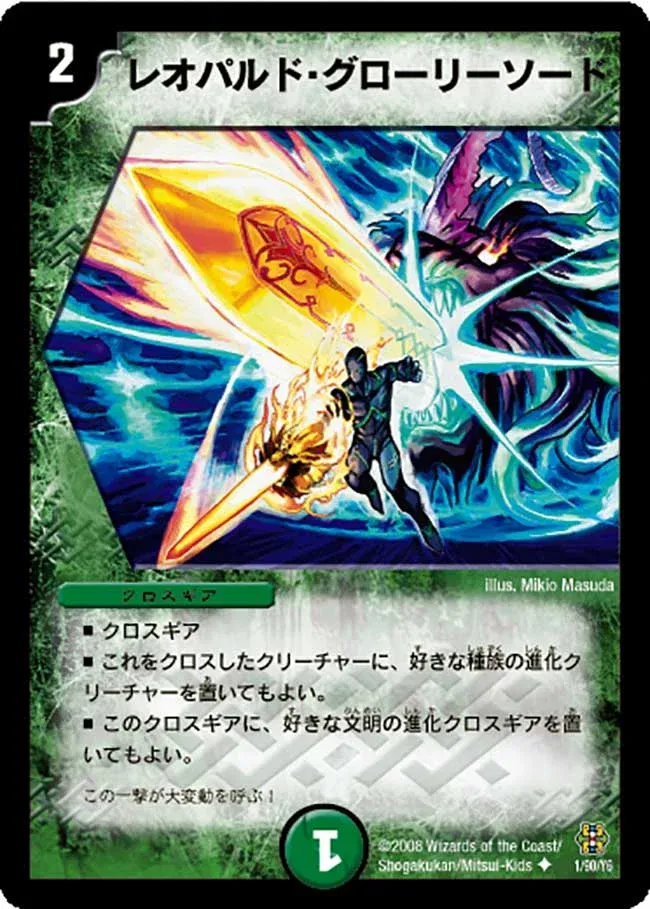 2
レオパルド・グローリーソード
illus. Mikio Masuda
クロスギア
■ クロスギア
■ これをクロスしたクリーチャーに、好きな種族の進化ク
リーチャーを置いてもよい。
■ このクロスギアに、好きな文明の進化クロスギアを置
いてもよい。
この一撃が大変動を呼ぶ!
1
©2008 Wizards of the Coast/
Shogakukan/Mitsui-Kids ◆ 1/90/Y6